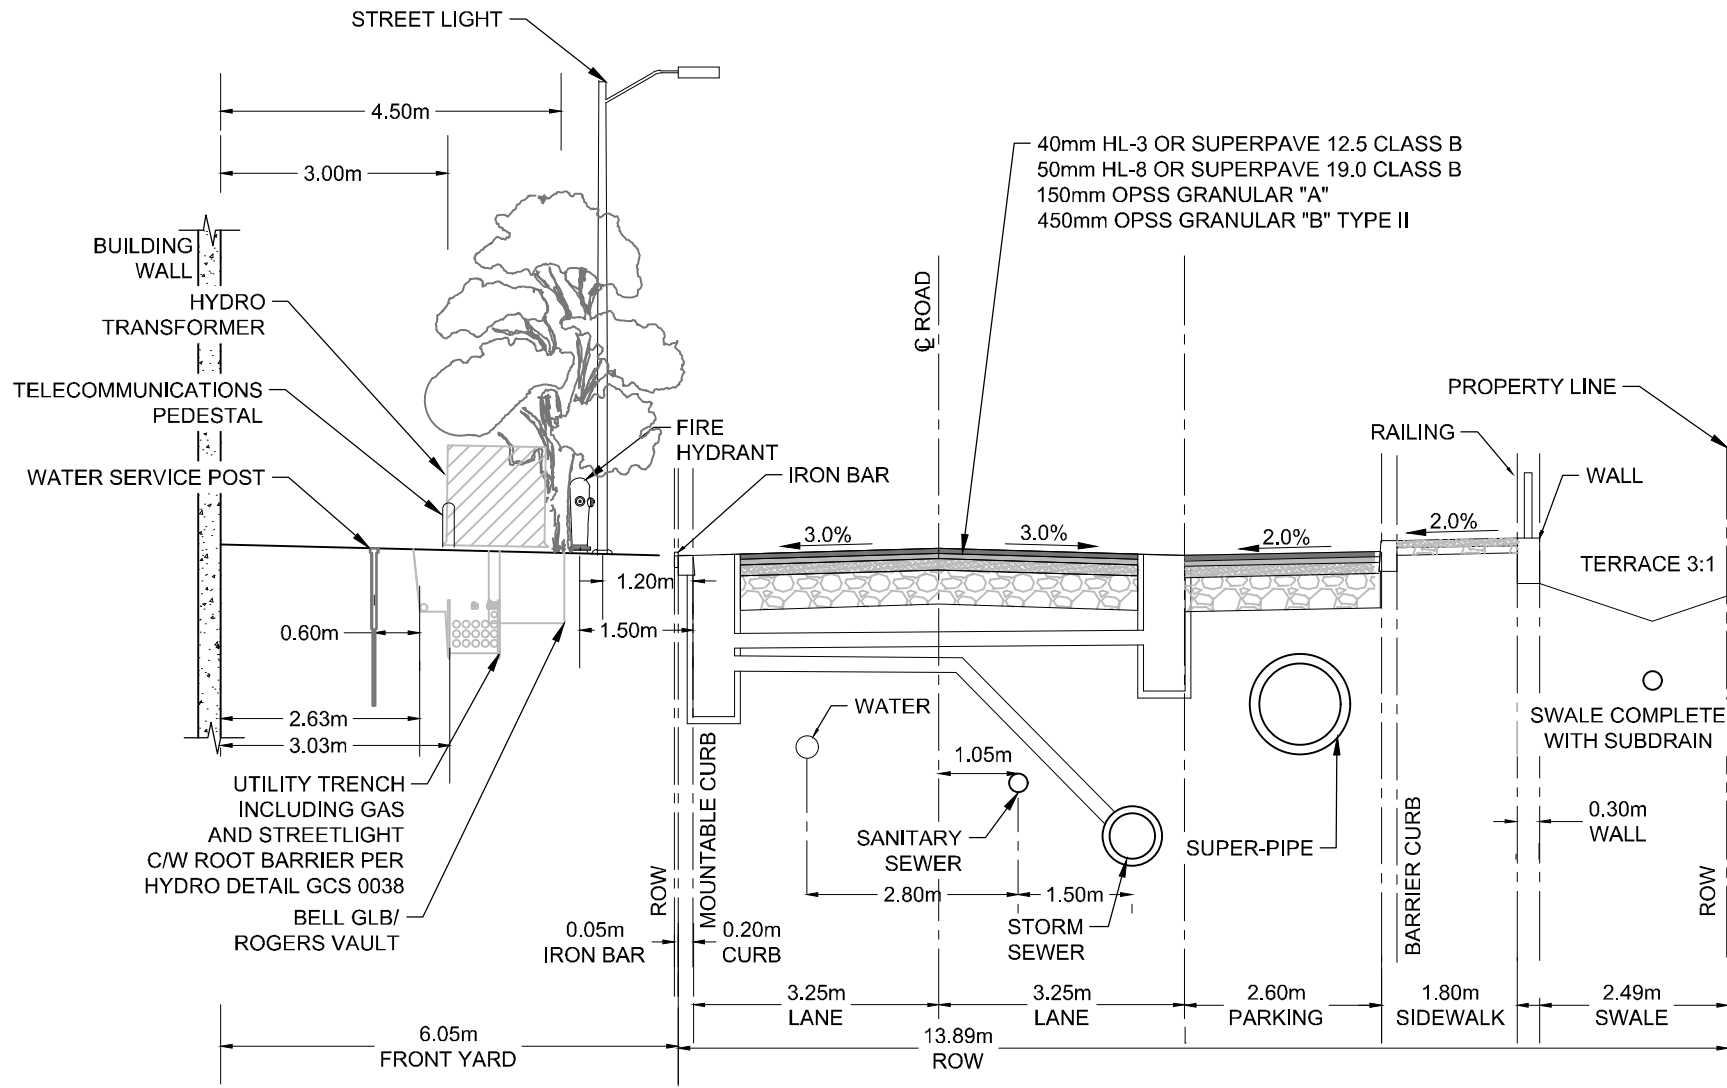 STREET LIGHT
4.50m
3.00m
40mm HL-3 OR SUPERPAVE 12.5 CLASS B
50mm HL-8 OR SUPERPAVE 19.0 CLASS B
150mm OPSS GRANULAR "A"
450mm OPSS GRANULAR "B" TYPE II
BUILDING
WALL
HYDRO
TRANSFORMER
TELECOMMUNICATIONS
PEDESTAL
WATER SERVICE POST
FIRE
HYDRANT
IRON BAR
℄ ROAD
PROPERTY LINE
RAILING
WALL
3.0%
3.0%
2.0%
2.0%
TERRACE 3:1
1.20m
0.60m
1.50m
2.63m
3.03m
WATER
1.05m
SWALE COMPLETE
WITH SUBDRAIN
UTILITY TRENCH
INCLUDING GAS
AND STREETLIGHT
C/W ROOT BARRIER PER
HYDRO DETAIL GCS 0038
BELL GLB/
ROGERS VAULT
MOUNTABLE CURB
ROW
SANITARY
SEWER
SUPER-PIPE
0.30m
WALL
2.80m
1.50m
STORM
SEWER
BARRIER CURB
ROW
0.05m
IRON BAR
0.20m
CURB
3.25m
LANE
3.25m
LANE
2.60m
PARKING
1.80m
SIDEWALK
2.49m
SWALE
6.05m
FRONT YARD
13.89m
ROW